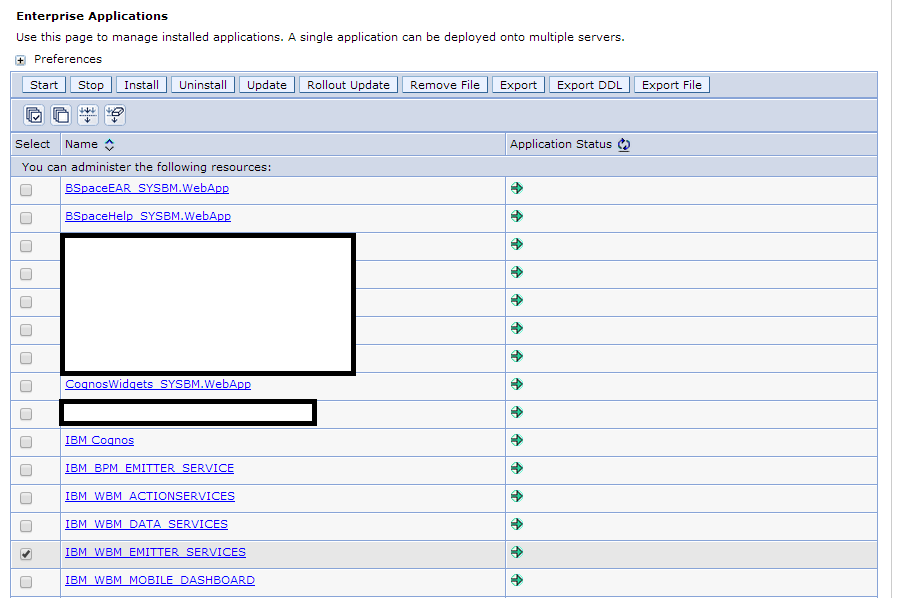 Enterprise Applications
Use this page to manage installed applications. A single application can be deployed onto multiple servers.
Preferences
Start Stop Install Uninstall Update Rollout Update Remove File Export Export DDL Export File
Select Name Application Status
You can administer the following resources:
BSpaceEAR_SYSBM.WebApp
BSpaceHelp_SYSBM.WebApp
CognosWidgets_SYSBM.WebApp
IBM Cognos
IBM_BPM_EMITTER_SERVICE
IBM_WBM_ACTIONSERVICES
IBM_WBM_DATA_SERVICES
IBM_WBM_EMITTER_SERVICES
IBM_WBM_MOBILE_DASHBOARD